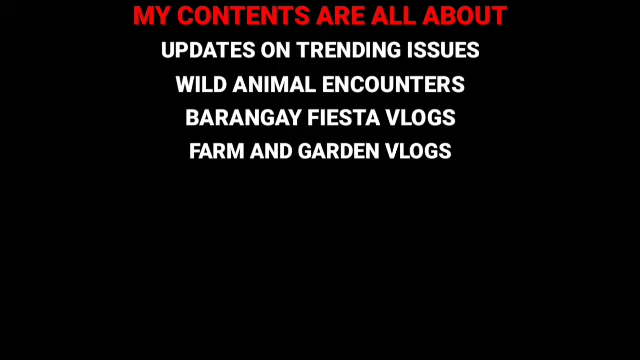 MY CONTENTS ARE ALL ABOUT
UPDATES ON TRENDING ISSUES
WILD ANIMAL ENCOUNTERS
BARANGAY FIESTA VLOGS
FARM AND GARDEN VLOGS